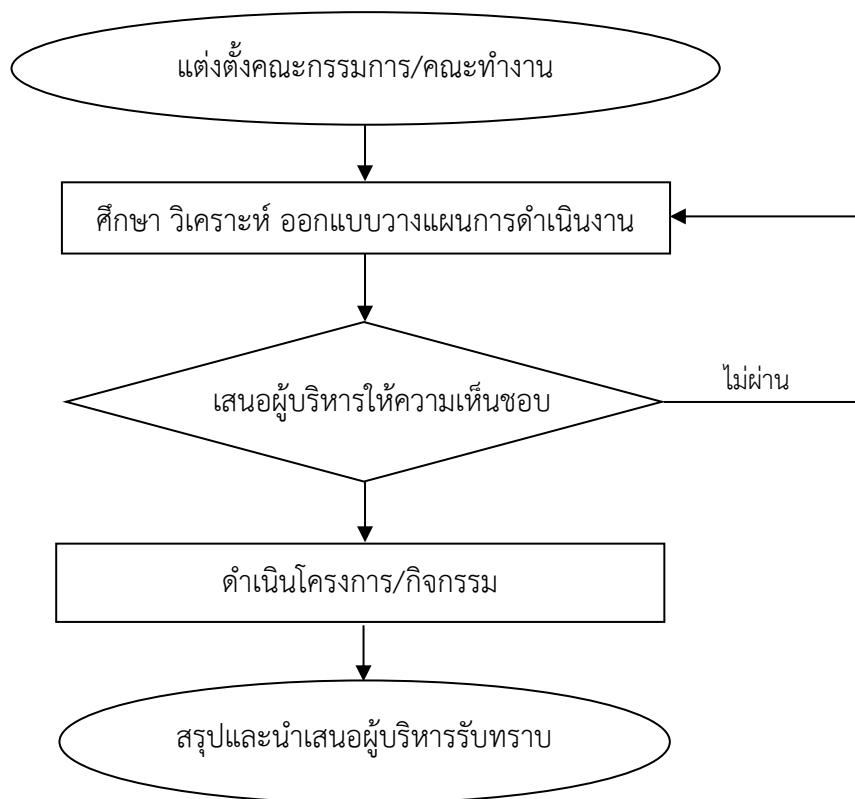 แต่งตั้งคณะกรรมการ/คณะทำงาน
ศึกษา วิเคราะห์ ออกแบบวางแผนการดำเนินงาน
เสนอผู้บริหารให้ความเห็นชอบ
ไม่ผ่าน
ดำเนินโครงการ/กิจกรรม
สรุปและนำเสนอผู้บริหารรับทราบ